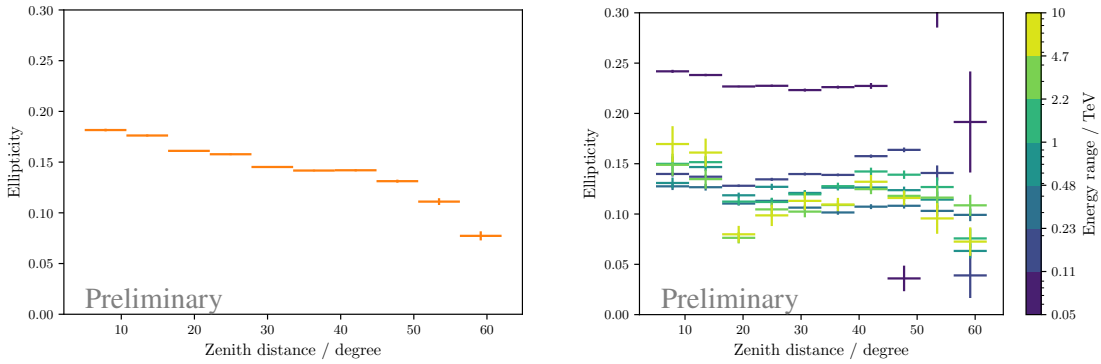 0.30
0.25
0.20
0.15
0.10
0.05
0.00
Ellipticity
Preliminary
10 20 30 40 50 60
Zenith distance / degree
0.30
0.25
0.20
0.15
0.10
0.05
0.00
Ellipticity
Preliminary
10 20 30 40 50 60
Zenith distance / degree
10
4.7
2.2
1
0.48
0.23
0.11
0.05
Energy range / TeV